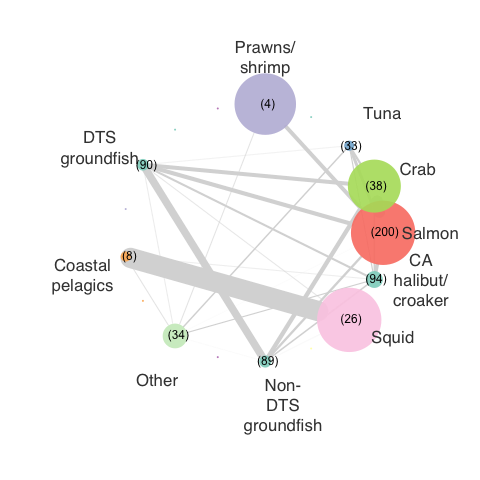 Prawns/
shrimp
(4)
Tuna
(33)
DTS
groundfish
(90)
Crab
(38)
Salmon
(200)
CA
halibut/
croaker
(94)
Coastal
pelagics
(8)
Squid
(26)
(34)
Other
(89)
Non-
DTS
groundfish